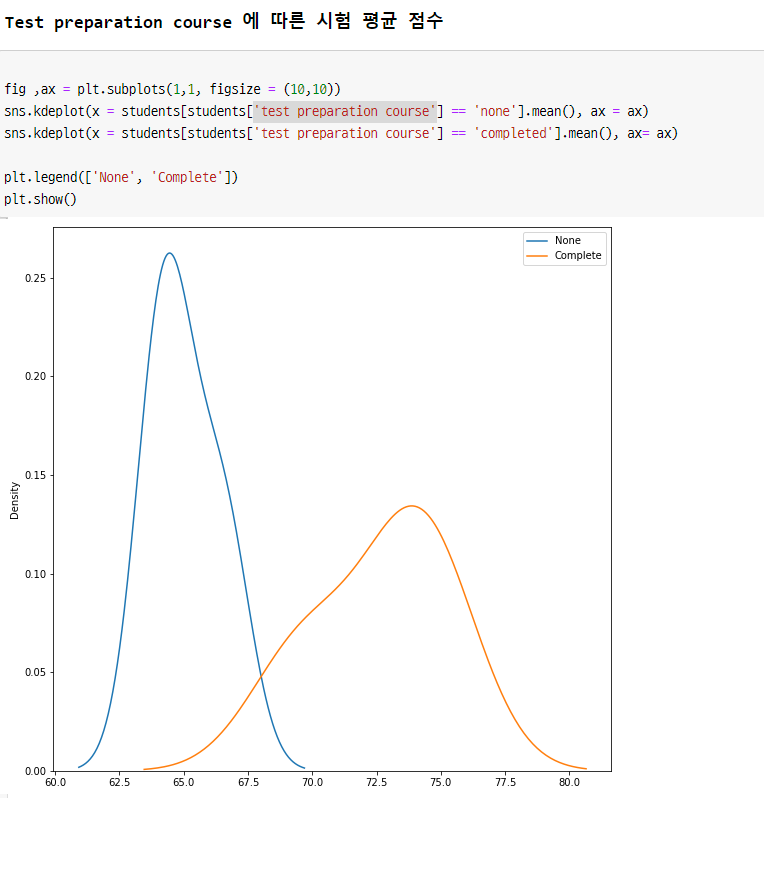 Test preparation course 에 따른 시험 평균 점수
fig ,ax = plt.subplots(1,1, figsize = (10,10))
sns.kdeplot(x = students[students['test preparation course'] == 'none'].mean(), ax = ax)
sns.kdeplot(x = students[students['test preparation course'] == 'completed'].mean(), ax= ax)
plt.legend(['None', 'Complete'])
plt.show()
None
Complete
0.25
0.20
0.15
0.10
0.05
0.00
Density
60.0 62.5 65.0 67.5 70.0 72.5 75.0 77.5 80.0